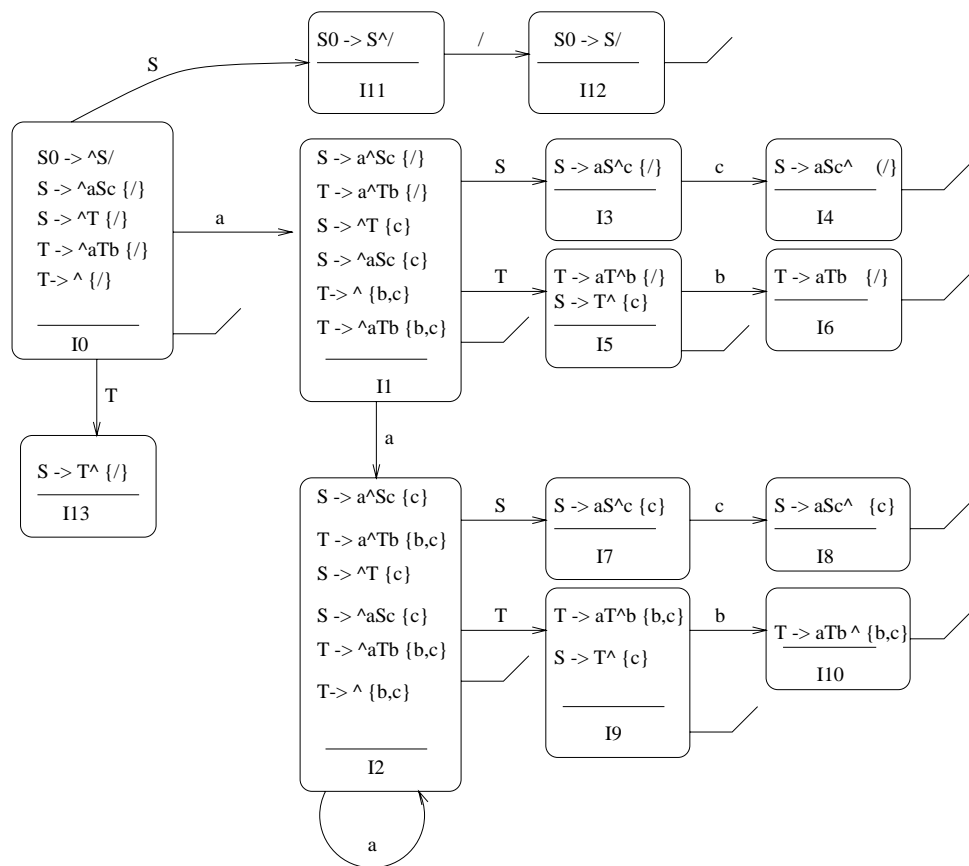 S0 -> S^/
I11
/
S0 -> S/
I12
S
S0 -> ^S/
S -> ^aSc {/}
S -> ^T {/}
T -> ^aTb {/}
T-> ^ {/}
I0
a
T
S -> T^ {/}
I13
S -> a^Sc {/}
T -> a^Tb {/}
S -> ^T {c}
S -> ^aSc {c}
T-> ^ {b,c}
T -> ^aTb {b,c}
I1
S
S -> aS^c {/}
I3
c
S -> aSc^ (/}
I4
T
T -> aT^b {/}
S -> T^ {c}
I5
b
T -> aTb {/}
I6
a
S -> a^Sc {c}
T -> a^Tb {b,c}
S -> ^T {c}
S -> ^aSc {c}
T -> ^aTb {b,c}
T-> ^ {b,c}
I2
a
S
S -> aS^c {c}
I7
c
S -> aSc^ {c}
I8
T
T -> aT^b {b,c}
S -> T^ {c}
I9
b
T -> aTb ^ {b,c}
I10